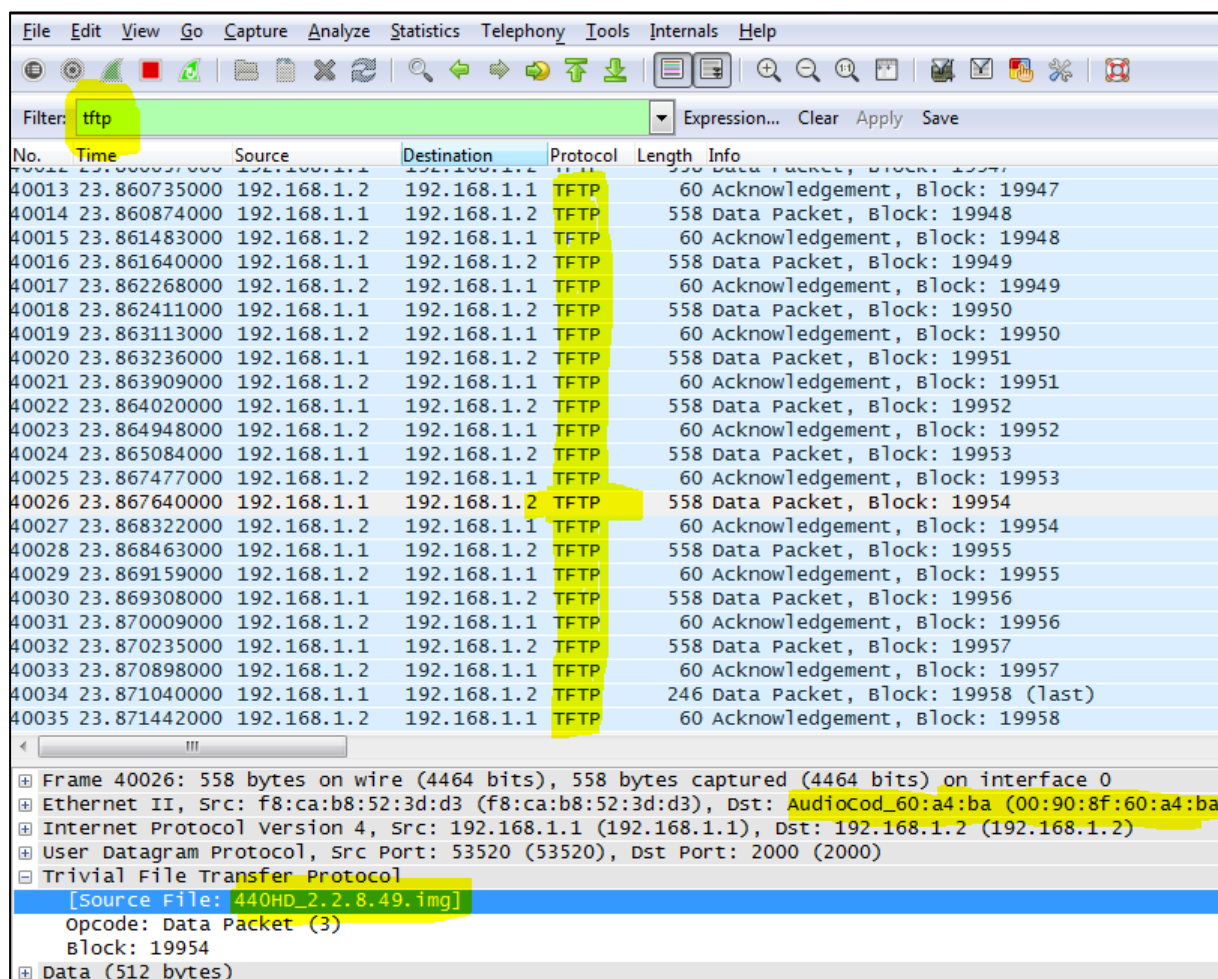 File Edit View Go Capture Analyze Statistics Telephony Tools Internals Help
Filter: tftp Expression... Clear Apply Save
No. Time Source Destination Protocol Length Info
40013 23.860735000 192.168.1.2 192.168.1.1 TFTP 60 Acknowledgement, Block: 19947
40014 23.860874000 192.168.1.1 192.168.1.2 TFTP 558 Data Packet, Block: 19948
40015 23.861483000 192.168.1.2 192.168.1.1 TFTP 60 Acknowledgement, Block: 19948
40016 23.861640000 192.168.1.1 192.168.1.2 TFTP 558 Data Packet, Block: 19949
40017 23.862268000 192.168.1.2 192.168.1.1 TFTP 60 Acknowledgement, Block: 19949
40018 23.862411000 192.168.1.1 192.168.1.2 TFTP 558 Data Packet, Block: 19950
40019 23.863113000 192.168.1.2 192.168.1.1 TFTP 60 Acknowledgement, Block: 19950
40020 23.863236000 192.168.1.1 192.168.1.2 TFTP 558 Data Packet, Block: 19951
40021 23.863909000 192.168.1.2 192.168.1.1 TFTP 60 Acknowledgement, Block: 19951
40022 23.864020000 192.168.1.1 192.168.1.2 TFTP 558 Data Packet, Block: 19952
40023 23.864948000 192.168.1.2 192.168.1.1 TFTP 60 Acknowledgement, Block: 19952
40024 23.865084000 192.168.1.1 192.168.1.2 TFTP 558 Data Packet, Block: 19953
40025 23.867477000 192.168.1.2 192.168.1.1 TFTP 60 Acknowledgement, Block: 19953
40026 23.867640000 192.168.1.1 192.168.1.2 TFTP 558 Data Packet, Block: 19954
40027 23.868322000 192.168.1.2 192.168.1.1 TFTP 60 Acknowledgement, Block: 19954
40028 23.868463000 192.168.1.1 192.168.1.2 TFTP 558 Data Packet, Block: 19955
40029 23.869159000 192.168.1.2 192.168.1.1 TFTP 60 Acknowledgement, Block: 19955
40030 23.869308000 192.168.1.1 192.168.1.2 TFTP 558 Data Packet, Block: 19956
40031 23.870009000 192.168.1.2 192.168.1.1 TFTP 60 Acknowledgement, Block: 19956
40032 23.870235000 192.168.1.1 192.168.1.2 TFTP 558 Data Packet, Block: 19957
40033 23.870898000 192.168.1.2 192.168.1.1 TFTP 60 Acknowledgement, Block: 19957
40034 23.871040000 192.168.1.1 192.168.1.2 TFTP 246 Data Packet, Block: 19958 (last)
40035 23.871442000 192.168.1.2 192.168.1.1 TFTP 60 Acknowledgement, Block: 19958
Frame 40026: 558 bytes on wire (4464 bits), 558 bytes captured (4464 bits) on interface 0
Ethernet II, Src: f8:ca:b8:52:3d:d3 (f8:ca:b8:52:3d:d3), Dst: AudioCod_60:a4:ba (00:90:8f:60:a4:ba
Internet Protocol Version 4, Src: 192.168.1.1 (192.168.1.1), Dst: 192.168.1.2 (192.168.1.2)
User Datagram Protocol, Src Port: 53520 (53520), Dst Port: 2000 (2000)
Trivial File Transfer Protocol
[Source File: 440HD_2.2.8.49.img]
Opcode: Data Packet (3)
Block: 19954
Data (512 bytes)